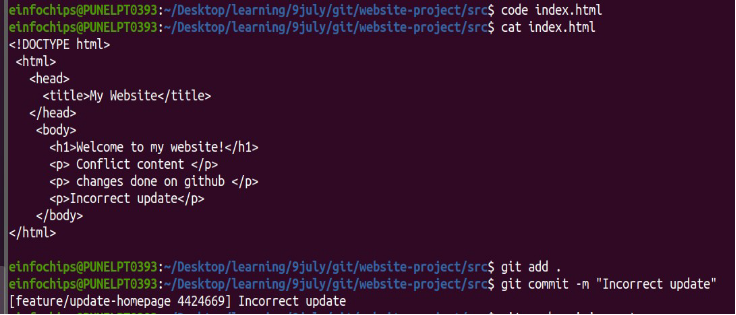 einfochips@PUNELPT0393:~/Desktop/learning/9july/git/website-project/src$ code index.html
einfochips@PUNELPT0393:~/Desktop/learning/9july/git/website-project/src$ cat index.html
<!DOCTYPE html>
<html>
<head>
<title>My Website</title>
</head>
<body>
<h1>Welcome to my website!</h1>
<p> Conflict content </p>
<p> changes done on github </p>
<p>Incorrect update</p>
</body>
</html>
einfochips@PUNELPT0393:~/Desktop/learning/9july/git/website-project/src$ git add .
einfochips@PUNELPT0393:~/Desktop/learning/9july/git/website-project/src$ git commit -m "Incorrect update"
[feature/update-homepage 4424669] Incorrect update